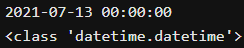 2021-07-13 00:00:00
<class 'datetime.datetime'>